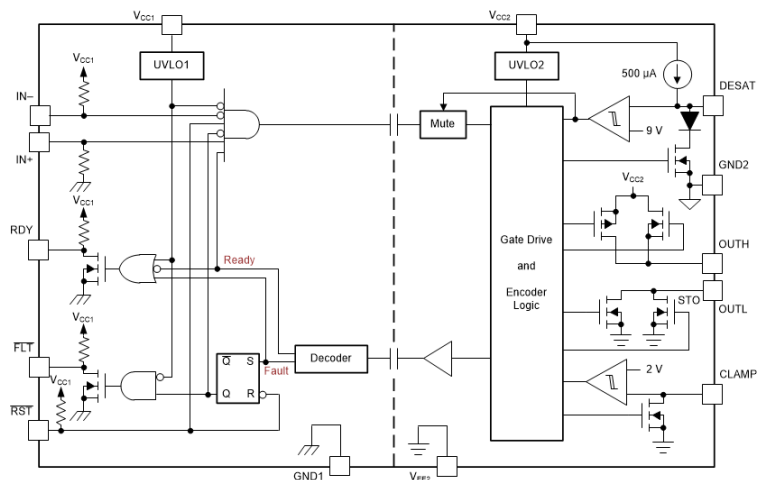 VCC1
VCC2
VCC1
UVLO1
UVLO2
500 µA
DESAT
IN–
Mute
9 V
IN+
GND2
VCC1
VCC2
RDY
Gate Drive
and
Encoder
Logic
Ready
OUTH
STO
OUTL
VCC1
FLT
Q S
Decoder
2 V
Fault
CLAMP
VCC1
Q R
RST
GND1
VEE2